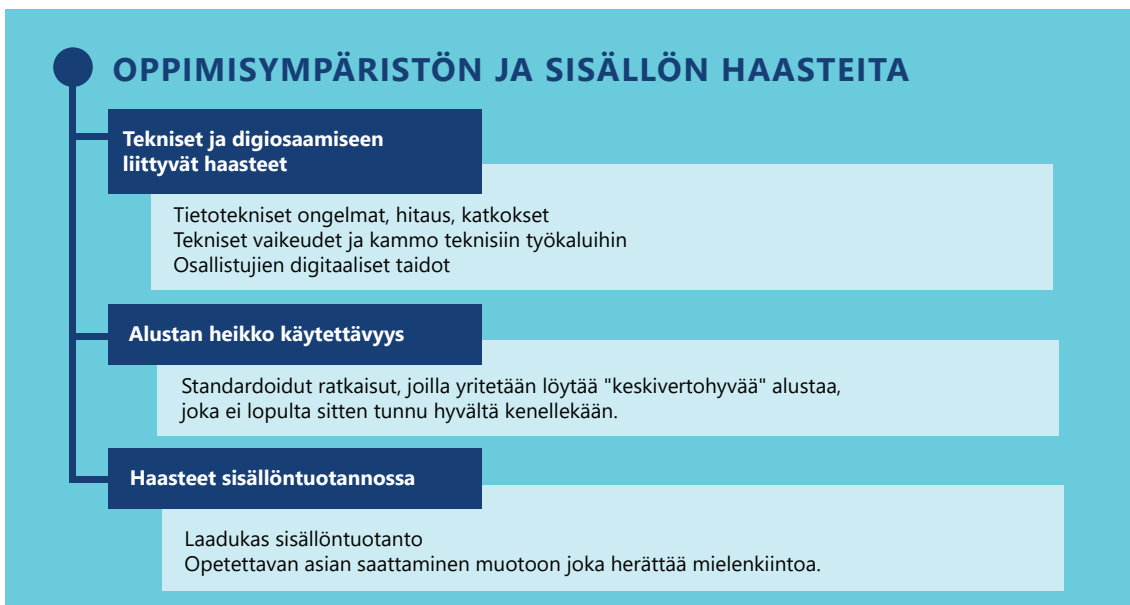 OPPIMISYMPÄRISTÖN JA SISÄLLÖN HAASTEITA
Tekniset ja digiosaamiseen
liittyvät haasteet
Tietotekniset ongelmat, hitaus, katkokset
Tekniset vaikeudet ja kammo teknisiin työkaluihin
Osallistujien digitaaliset taidot
Alustan heikko käytettävyys
Standardoidut ratkaisut, joilla yritetään löytää "keskivertohyvää" alustaa,
joka ei lopulta sitten tunnu hyvältä kenellekään.
Haasteet sisällöntuotannossa
Laadukas sisällöntuotanto
Opetettavan asian saattaminen muotoon joka herättää mielenkiintoa.